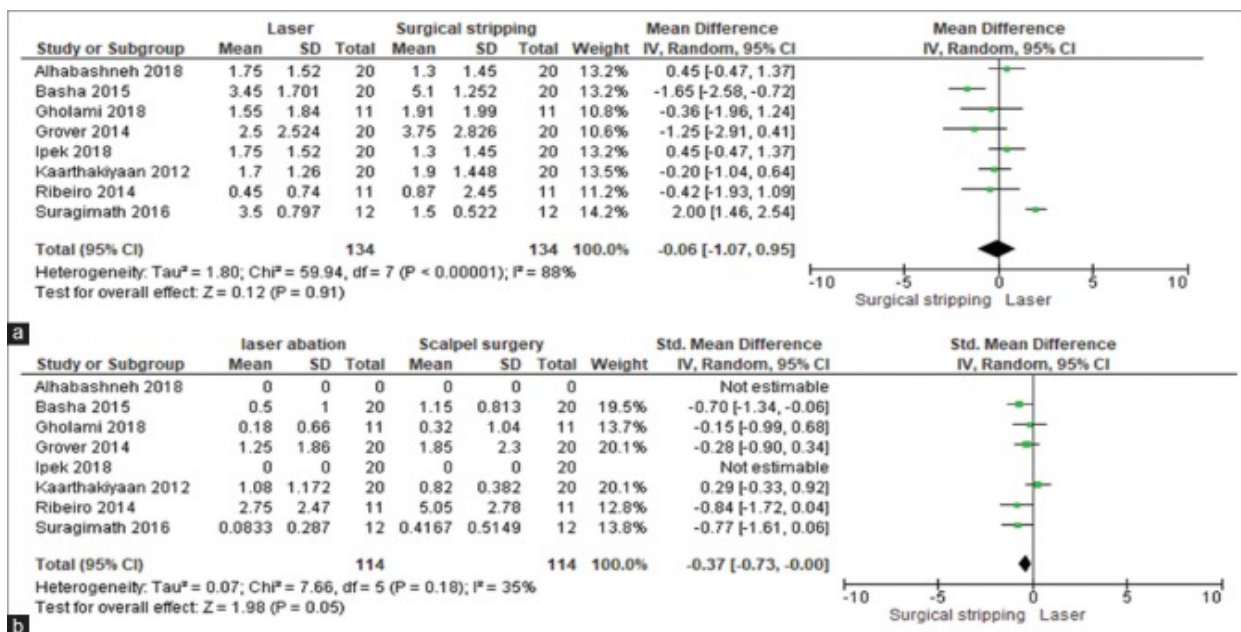 Laser Surgical stripping Mean Difference Mean Difference
Study or Subgroup Mean SD Total Mean SD Total Weight IV, Random, 95% CI IV, Random, 95% CI
Alhabashneh 2018 1.75 1.52 20 1.3 1.45 20 13.2% 0.45 [-0.47, 1.37]
Basha 2015 3.45 1.701 20 5.1 1.252 20 13.2% -1.65 [-2.58, -0.72]
Gholami 2018 1.55 1.84 11 1.91 1.99 11 10.8% -0.36 [-1.96, 1.24]
Grover 2014 2.5 2.524 20 3.75 2.826 20 10.6% -1.25 [-2.91, 0.41]
Ipek 2018 1.75 1.52 20 1.3 1.45 20 13.2% 0.45 [-0.47, 1.37]
Kaarthakiyaan 2012 1.7 1.26 20 1.9 1.448 20 13.5% -0.20 [-1.04, 0.64]
Ribeiro 2014 0.45 0.74 11 0.87 2.45 11 11.2% -0.42 [-1.93, 1.09]
Suragimath 2016 3.5 0.797 12 1.5 0.522 12 14.2% 2.00 [1.46, 2.54]
Total (95% CI) 134 134 100.0% -0.06 [-1.07, 0.95]
Heterogeneity: Tau² = 1.80; Chi² = 59.94, df = 7 (P < 0.00001); I² = 88%
Test for overall effect: Z = 0.12 (P = 0.91)
-10 -5 0 5 10
Surgical stripping Laser
a
laser abation Scalpel surgery Std. Mean Difference Std. Mean Difference
Study or Subgroup Mean SD Total Mean SD Total Weight IV, Random, 95% CI IV, Random, 95% CI
Alhabashneh 2018 0 0 0 0 0 0 Not estimable
Basha 2015 0.5 1 20 1.15 0.813 20 19.5% -0.70 [-1.34, -0.06]
Gholami 2018 0.18 0.66 11 0.32 1.04 11 13.7% -0.15 [-0.99, 0.68]
Grover 2014 1.25 1.86 20 1.85 2.3 20 20.1% -0.28 [-0.90, 0.34]
Ipek 2018 0 0 20 0 0 20 Not estimable
Kaarthakiyaan 2012 1.08 1.172 20 0.82 0.382 20 20.1% 0.29 [-0.33, 0.92]
Ribeiro 2014 2.75 2.47 11 5.05 2.78 11 12.8% -0.84 [-1.72, 0.04]
Suragimath 2016 0.0833 0.287 12 0.4167 0.5149 12 13.8% -0.77 [-1.61, 0.06]
Total (95% CI) 114 114 100.0% -0.37 [-0.73, -0.00]
Heterogeneity: Tau² = 0.07; Chi² = 7.66, df = 5 (P = 0.18); I² = 35%
Test for overall effect: Z = 1.98 (P = 0.05)
-10 -5 0 5 10
Surgical stripping Laser
b